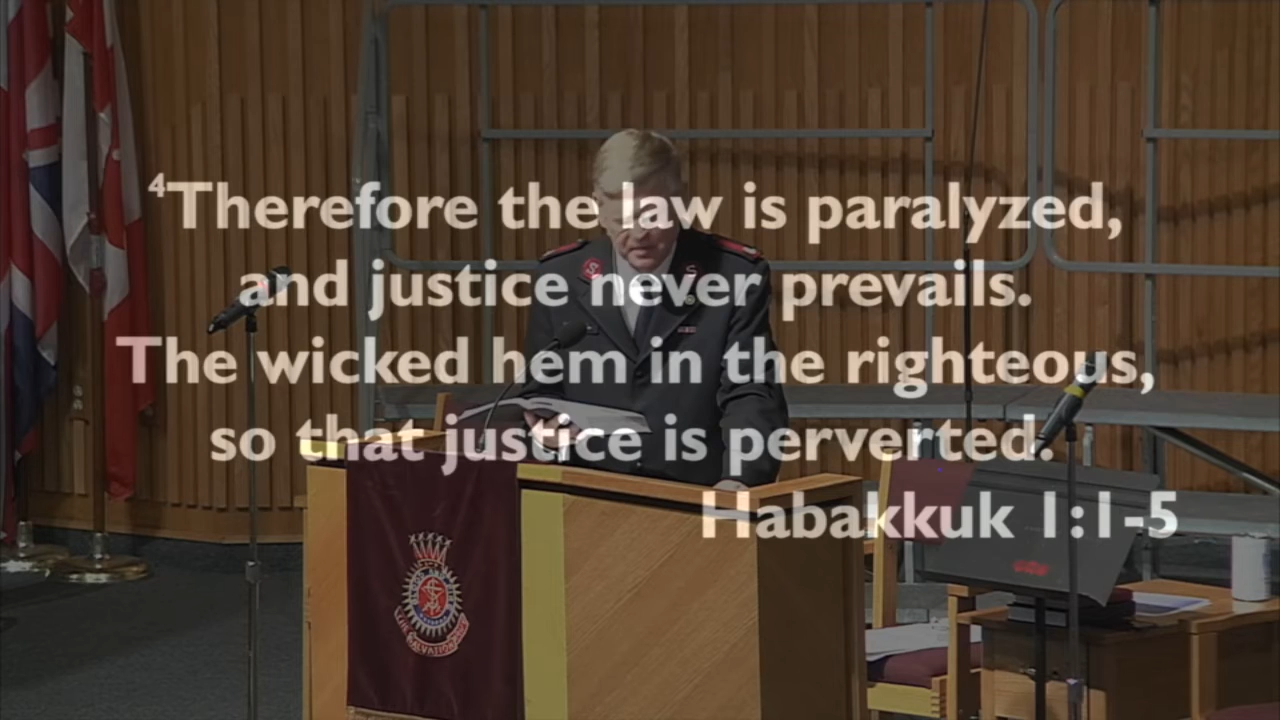 ⁴Therefore the law is paralyzed,
and justice never prevails.
The wicked hem in the righteous,
so that justice is perverted.
Habakkuk 1:1-5
SALVATION